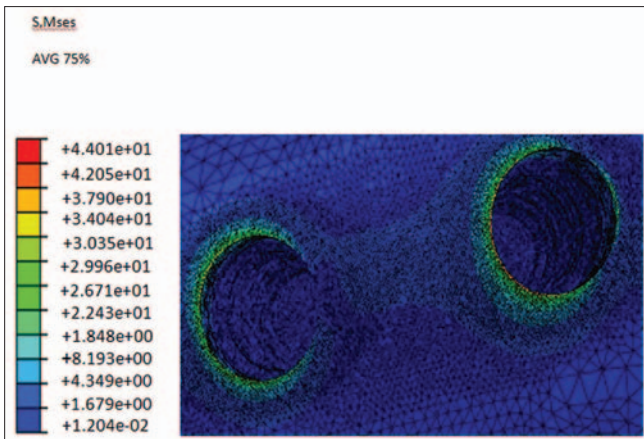 S,Mses
AVG 75%
+4.401e+01
+4.205e+01
+3.790e+01
+3.404e+01
+3.035e+01
+2.996e+01
+2.671e+01
+2.243e+01
+1.848e+00
+8.193e+00
+4.349e+00
+1.679e+00
+1.204e-02